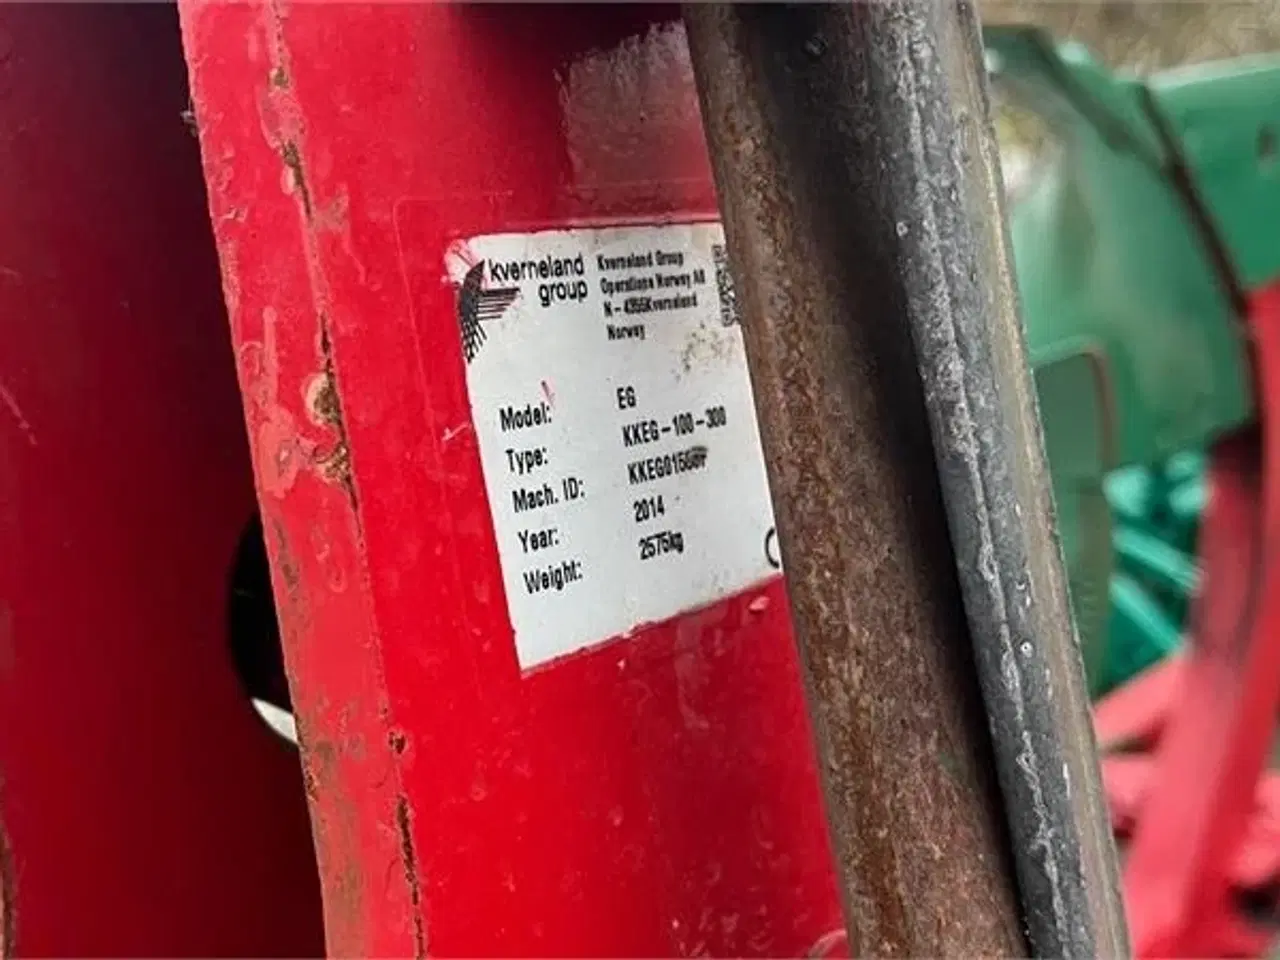 kverneland
group
Kverneland Group
Operations Norway AS
N-4355Kverneland
Norway
Model: EG
Type: KKEG-100-300
Mach. ID:
Year: 2014
Weight: 2575kg